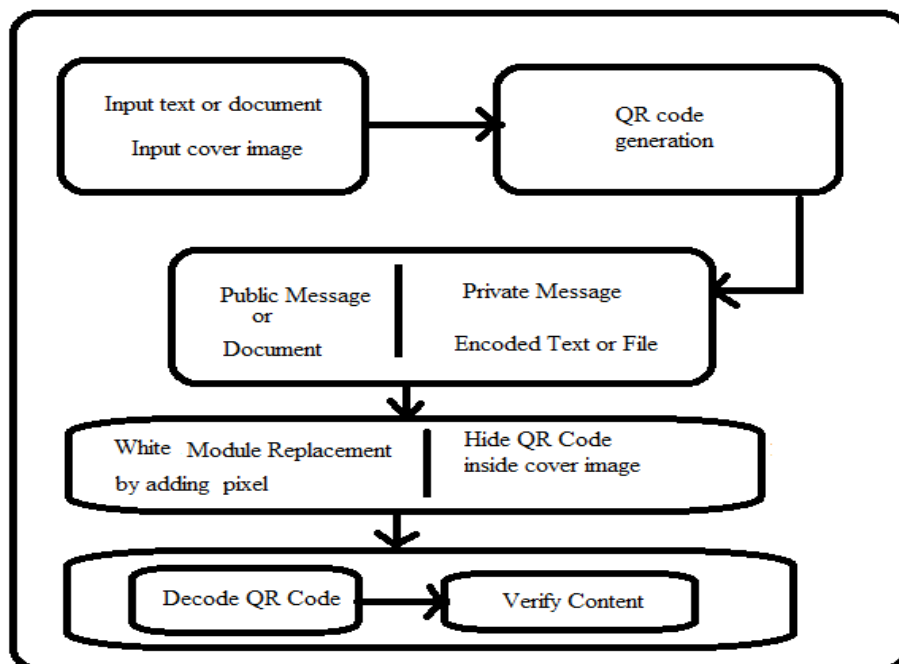 Input text or document
Input cover image
QR code
generation
Public Message
or
Document
Private Message
Encoded Text or File
White Module Replacement
by adding pixel
Hide QR Code
inside cover image
Decode QR Code
Verify Content